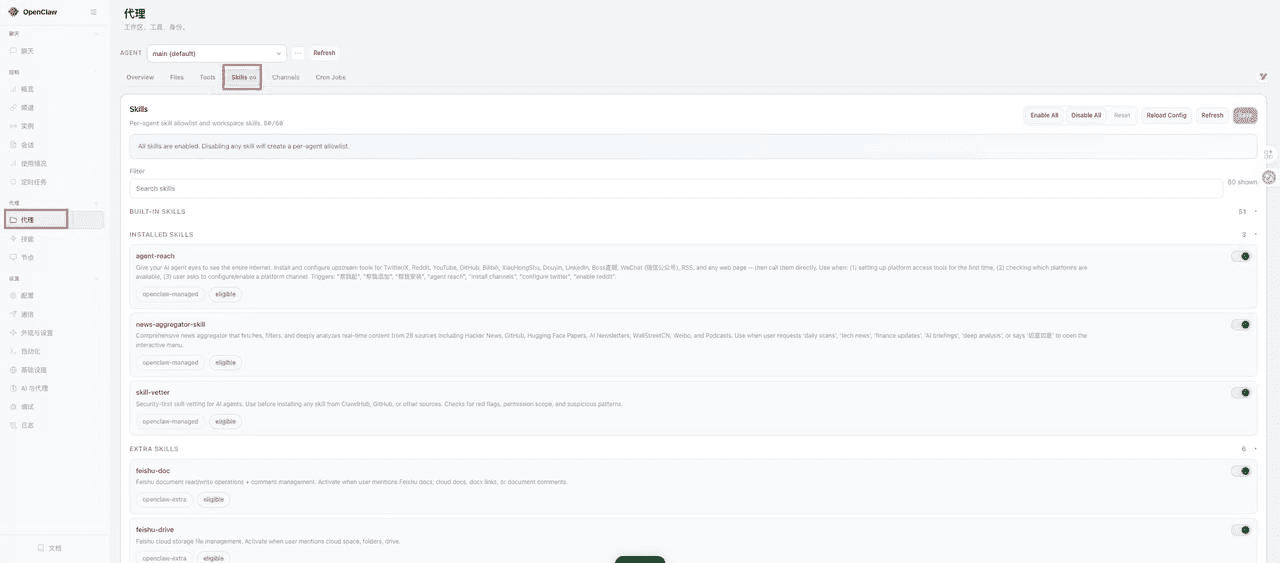 OpenClaw
聊天
聊天
控制
概览
频道
实例
会话
使用情况
定时任务
代理
代理
技能
节点
设置
配置
通信
外观与设置
自动化
基础设施
AI 与代理
调试
日志
文档
代理
工作区、工具、身份。
AGENT
main (default)
Refresh
Overview
Files
Tools
Skills
Channels
Cron Jobs
Skills
Per-agent skill allowlist and workspace skills. 60/60
Enable All
Disable All
Reset
Reload Config
Refresh
Save
All skills are enabled. Disabling any skill will create a per-agent allowlist.
Filter
Search skills
60 shown
BUILT-IN SKILLS
51
INSTALLED SKILLS
3
agent-reach
Give your AI agent eyes to see the entire internet. Install and configure upstream tools for Twitter/X, Reddit, YouTube, GitHub, Bilibili, XiaoHongShu, Douyin, LinkedIn, Boss直聘, WeChat (微信公众号), RSS, and any web page — then call them directly. Use when: (1) setting up platform access tools for the first time, (2) checking which platforms are
available, (3) user asks to configure/enable a platform channel. Triggers: "帮我配", "帮我添加", "帮我安装", "agent reach", "install channels", "configure twitter", "enable reddit".
openclaw-managed
eligible
news-aggregator-skill
Comprehensive news aggregator that fetches, filters, and deeply analyzes real-time content from 28 sources including Hacker News, GitHub, Hugging Face Papers, AI Newsletters, WallStreetCN, Weibo, and Podcasts. Use when user requests 'daily scans', 'tech news', 'finance updates', 'AI briefings', 'deep analysis', or says '如意如意' to open the
interactive menu.
openclaw-managed
eligible
skill-vetter
Security-first skill vetting for AI agents. Use before installing any skill from ClawdHub, GitHub, or other sources. Checks for red flags, permission scope, and suspicious patterns.
openclaw-managed
eligible
EXTRA SKILLS
6
feishu-doc
Feishu document read/write operations + comment management. Activate when user mentions Feishu docs, cloud docs, docx links, or document comments.
openclaw-extra
eligible
feishu-drive
Feishu cloud storage file management. Activate when user mentions cloud space, folders, drive.
openclaw-extra
eligible